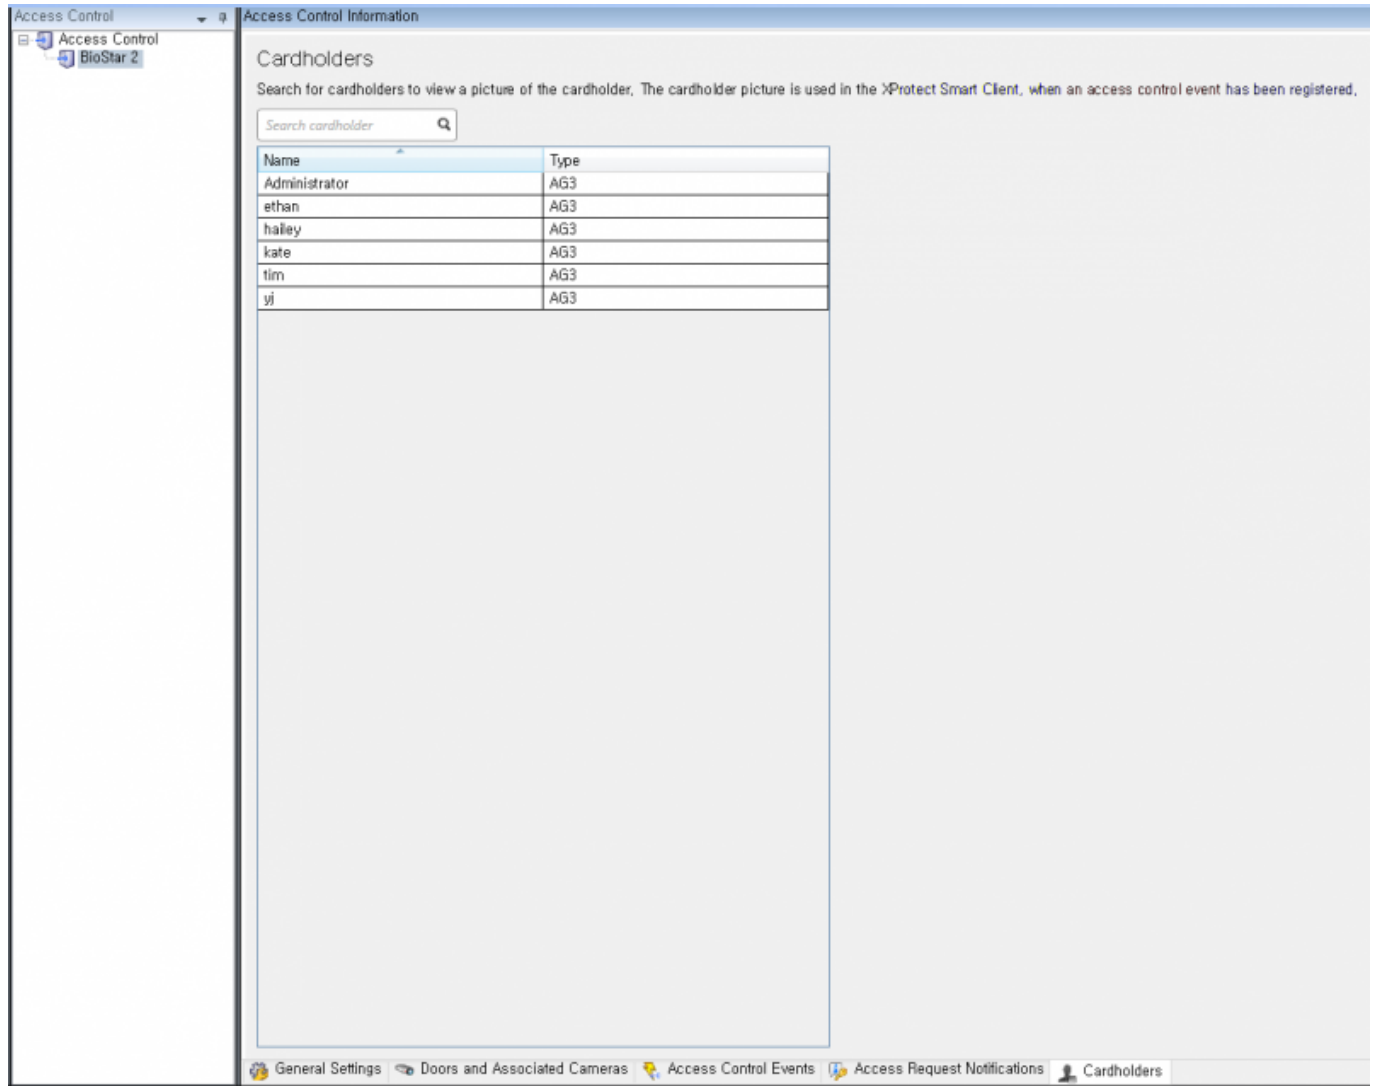 Access Control
Access Control
BioStar 2
Access Control Information
Cardholders
Search for cardholders to view a picture of the cardholder, The cardholder picture is used in the XProtect Smart Client, when an access control event has been registered,
Search cardholder
Name Type
Administrator AG3
ethan AG3
hailey AG3
kate AG3
tim AG3
yj AG3
General Settings Doors and Associated Cameras Access Control Events Access Request Notifications Cardholders